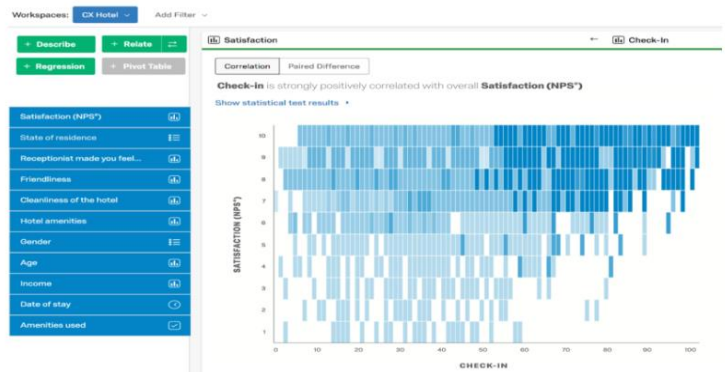 Workspaces: CX Hotel Add Filter
+ Describe + Relate
+ Regression + Pivot Table
Satisfaction (NPS®)
State of residence
Receptionist made you feel...
Friendliness
Cleanliness of the hotel
Hotel amenities
Gender
Age
Income
Date of stay
Amenities used
Satisfaction ← Check-In
Correlation Paired Difference
Check-in is strongly positively correlated with overall Satisfaction (NPS®)
Show statistical test results
SATISFACTION (NPS®)
10
9
8
7
6
5
4
3
2
1
0 10 20 30 40 50 60 70 80 90 100
CHECK-IN